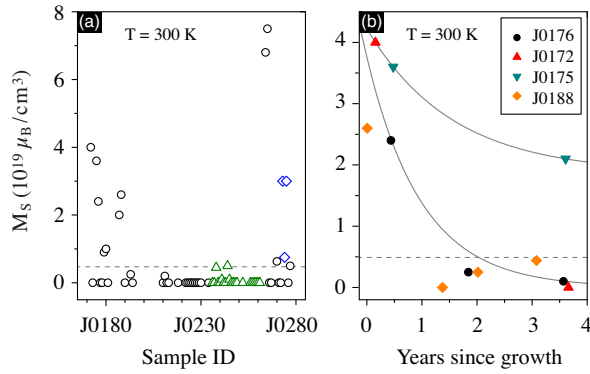 (a)
T = 300 K
M_S (10^19 μ_B/cm^3)
8
6
4
2
0
J0180
J0230
J0280
Sample ID
(b)
T = 300 K
J0176
J0172
J0175
J0188
4
3
2
1
0
0
1
2
3
4
Years since growth